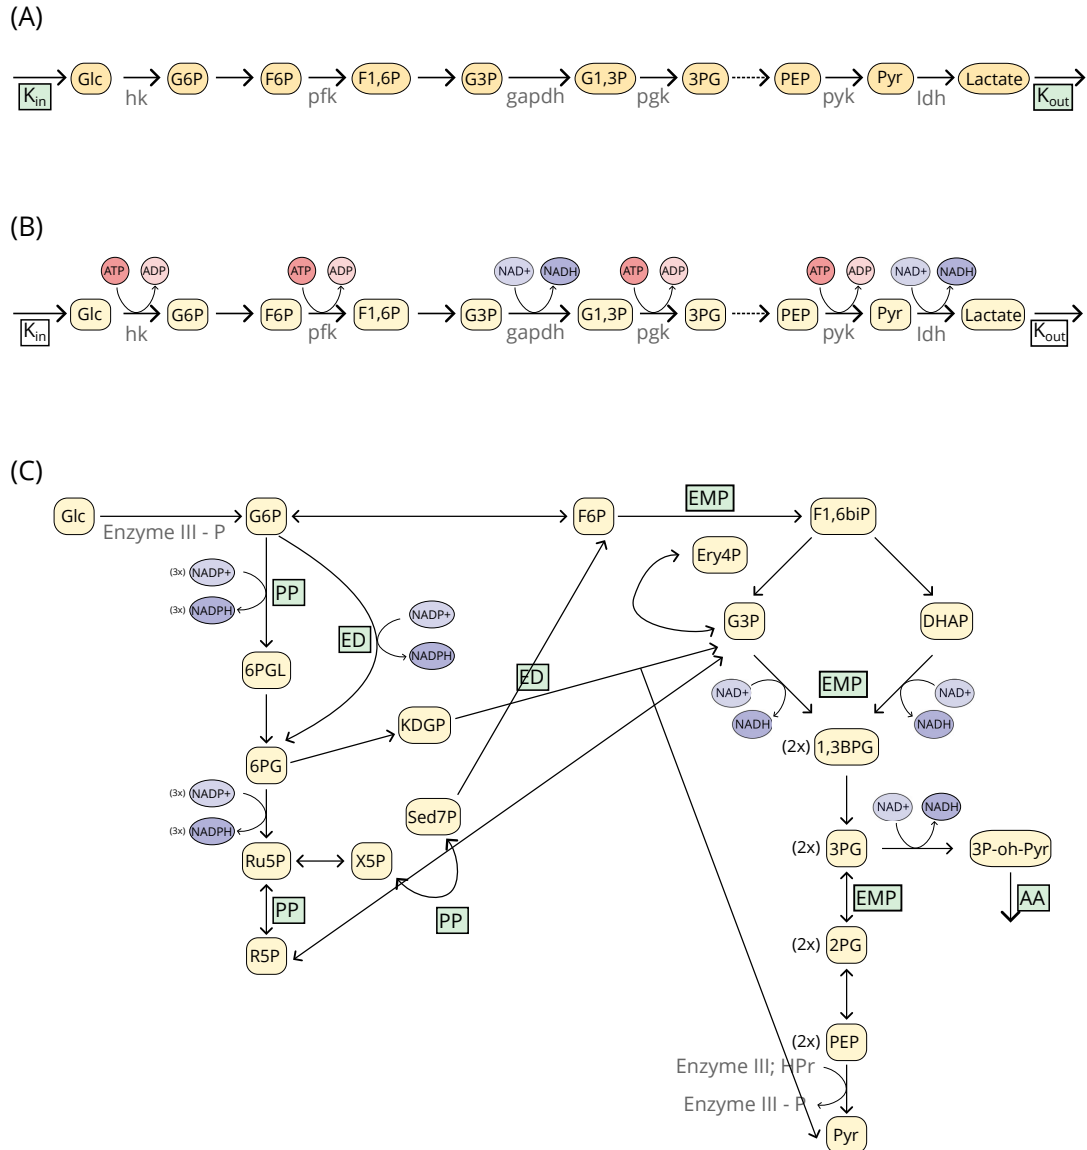 (A)
Glc G6P F6P F1,6P G3P G1,3P 3PG PEP Pyr Lactate
Kin hk pfk gapdh pgk pyk ldh Kout
(B)
ATP ADP ATP ADP NAD+ NADH ATP ADP ATP ADP NAD+ NADH
Glc G6P F6P F1,6P G3P G1,3P 3PG PEP Pyr Lactate
Kin hk pfk gapdh pgk pyk ldh Kout
(C)
EMP
Glc G6P F6P F1,6biP
Enzyme III - P
Ery4P
(3x) NADP+ PP
(3x) NADPH NADP+ G3P DHAP
ED
NADPH
6PGL ED EMP
NAD+ NAD+
KDGP NADH NADH
(2x) 1,3BPG
6PG
(3x) NADP+ NAD+ NADH
Sed7P
(3x) NADPH
(2x) 3PG 3P-oh-Pyr
Ru5P X5P
EMP AA
PP PP
(2x) 2PG
R5P
(2x) PEP
Enzyme III; HPr
Enzyme III - P
Pyr